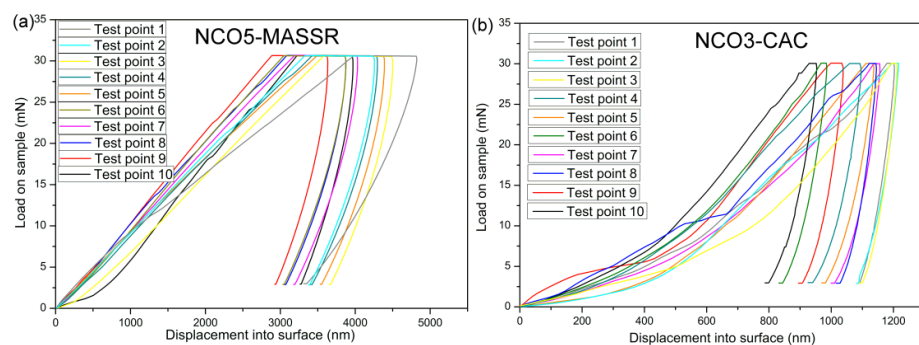 (a)
NCO5-MASSR
Test point 1
Test point 2
Test point 3
Test point 4
Test point 5
Test point 6
Test point 7
Test point 8
Test point 9
Test point 10
Load on sample (mN)
35
30
25
20
15
10
5
0
0 1000 2000 3000 4000 5000
Displacement into surface (nm)
(b)
NCO3-CAC
Test point 1
Test point 2
Test point 3
Test point 4
Test point 5
Test point 6
Test point 7
Test point 8
Test point 9
Test point 10
Load on sample (mN)
35
30
25
20
15
10
5
0
0 200 400 600 800 1000 1200
Displacement into surface (nm)